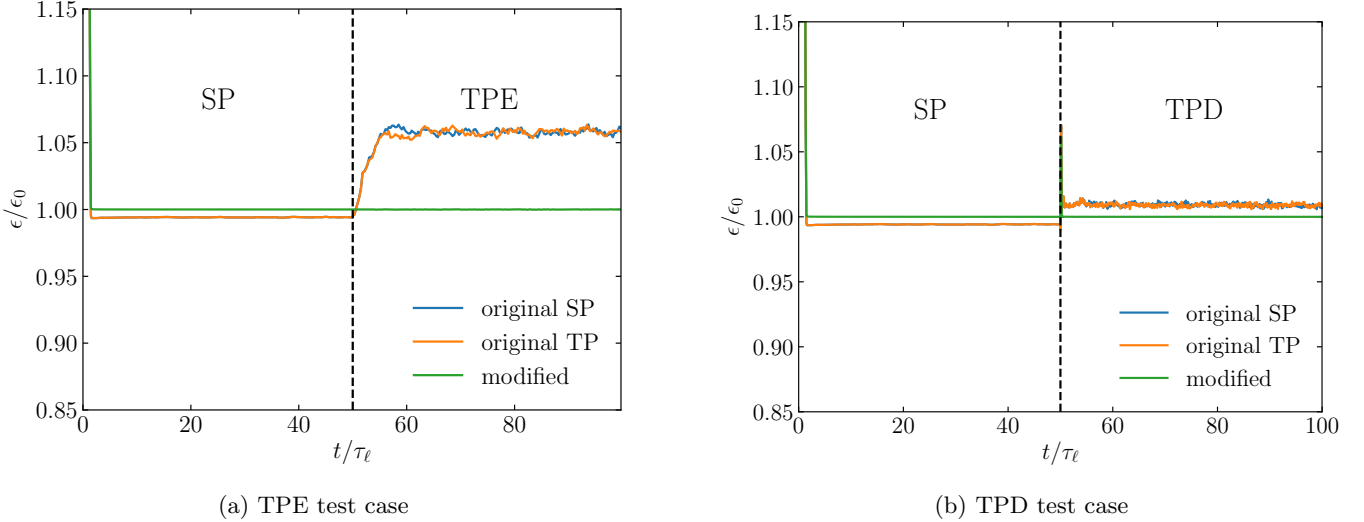 1.15
1.10
1.05
1.00
0.95
0.90
0.85
ϵ/ϵ₀
SP
TPE
original SP
original TP
modified
0 20 40 60 80
t/τ_ℓ
(a) TPE test case
1.15
1.10
1.05
1.00
0.95
0.90
0.85
ϵ/ϵ₀
SP
TPD
original SP
original TP
modified
0 20 40 60 80 100
t/τ_ℓ
(b) TPD test case